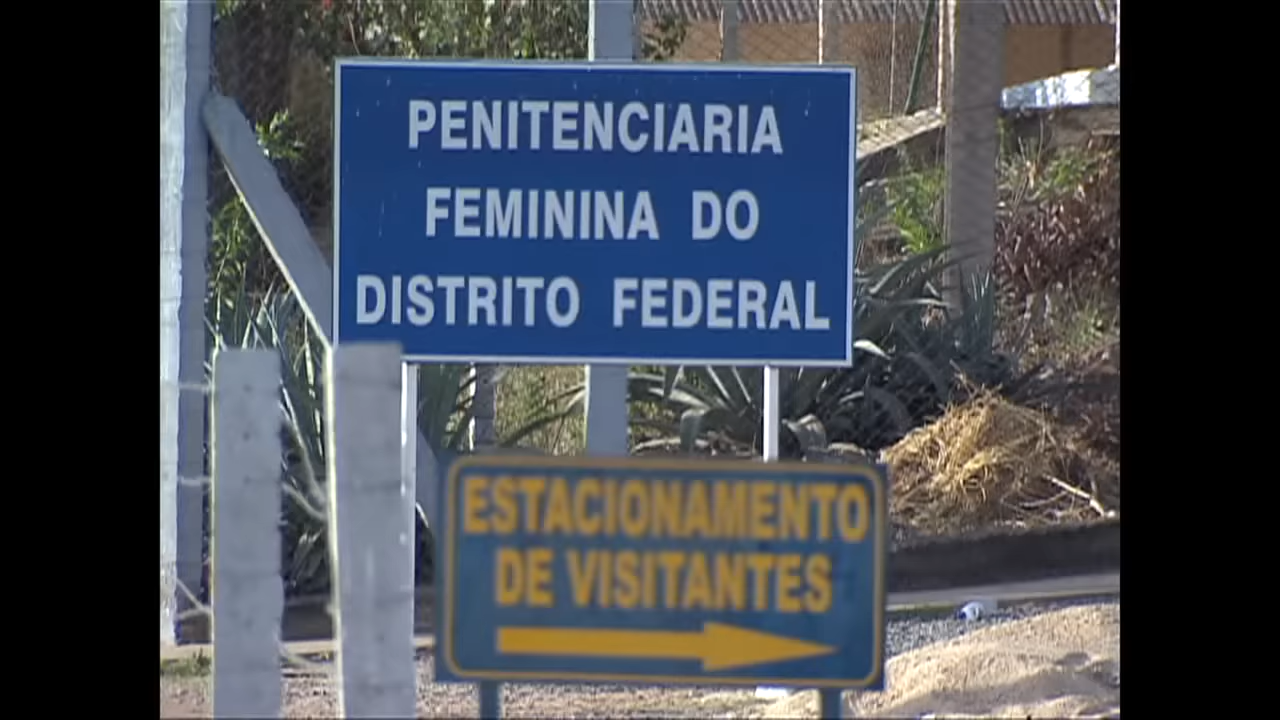 PENITENCIARIA
FEMININA DO
DISTRITO FEDERAL
ESTACIONAMENTO
DE VISITANTES